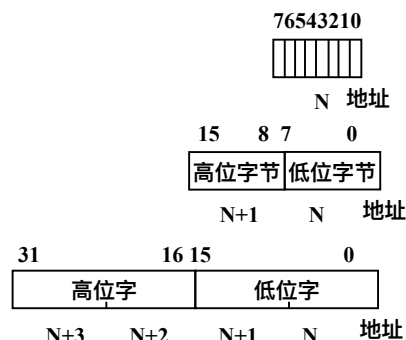 76543210
N 地址
15 8 7 0
高位字节 低位字节
N+1 N 地址
31 16 15 0
高位字 低位字
N+3 N+2 N+1 N 地址